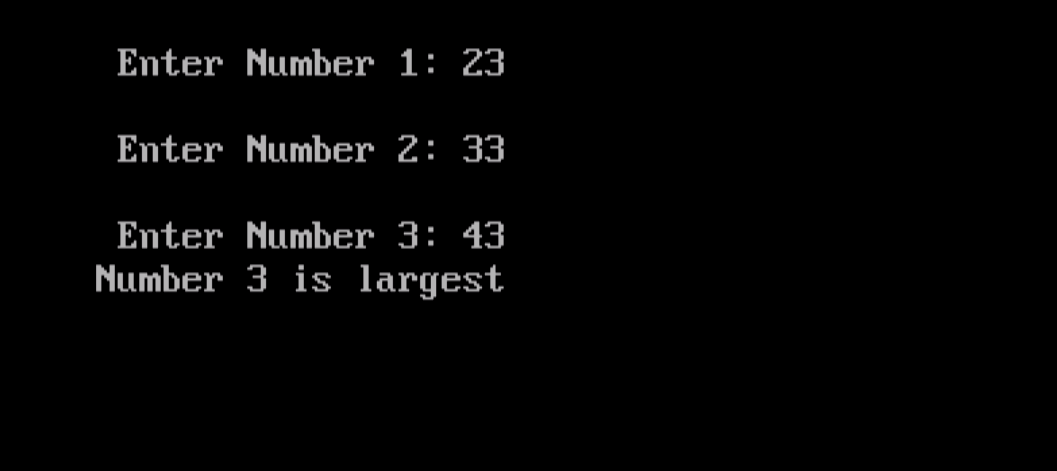 Enter Number 1: 23
Enter Number 2: 33
Enter Number 3: 43
Number 3 is largest